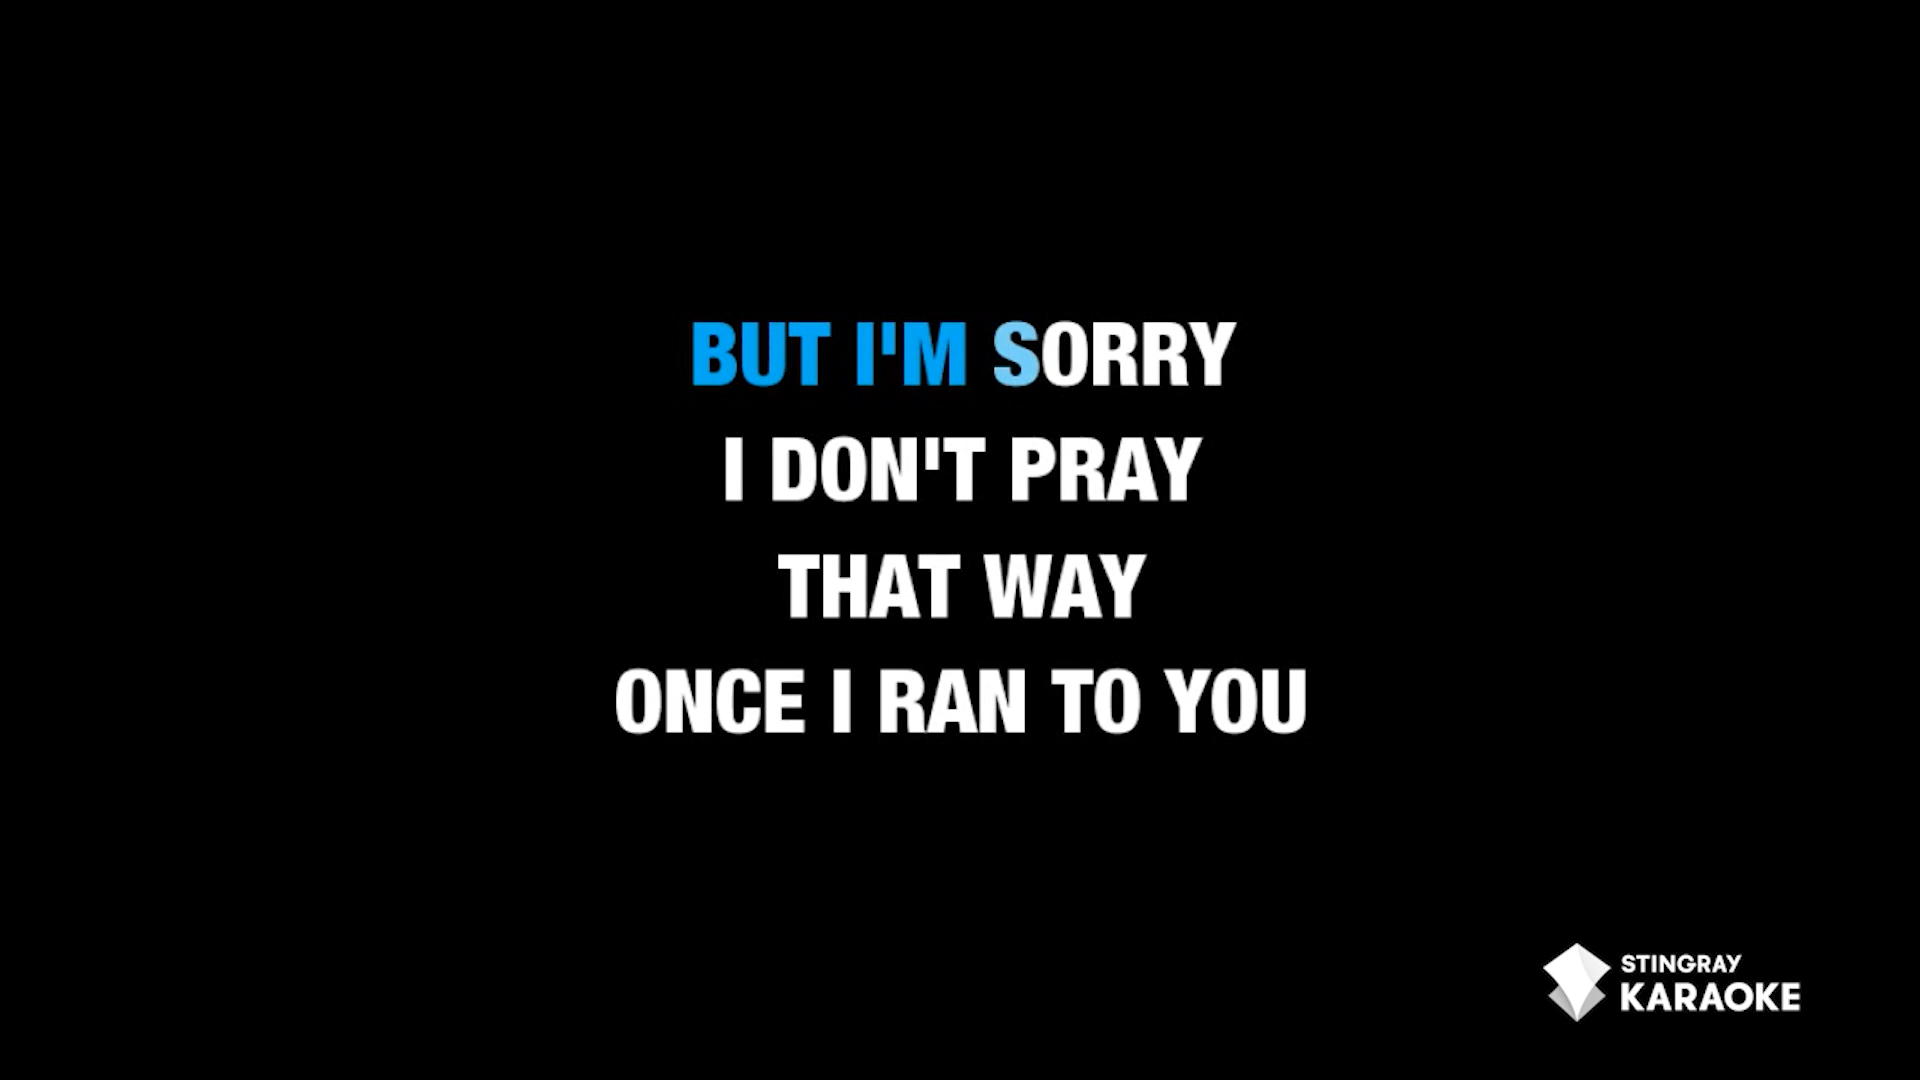 BUT I'M SORRY
I DON'T PRAY
THAT WAY
ONCE I RAN TO YOU
STINGRAY
KARAOKE